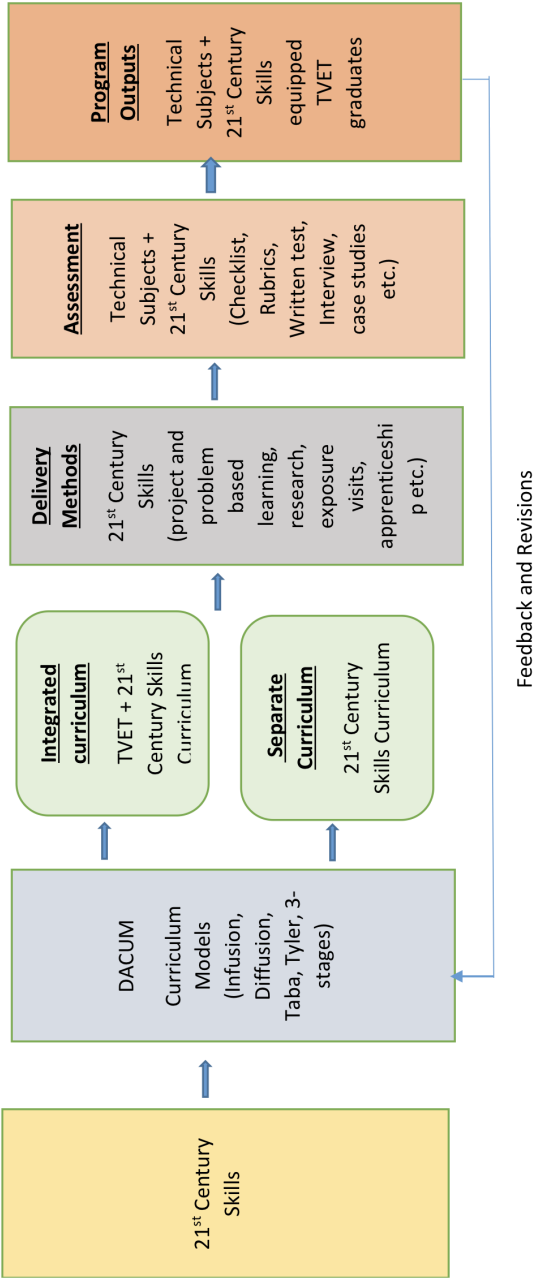 21st Century
Skills
DACUM
Curriculum
Models
(Infusion,
Diffusion,
Taba, Tyler, 3-
stages)
Integrated
curriculum
TVET + 21st
Century Skills
Curriculum
Separate
Curriculum
21st Century
Skills Curriculum
Delivery
Methods
21st Century
Skills
(project and
problem
based
learning,
research,
exposure
visits,
apprenticeshi
p etc.)
Assessment
Technical
Subjects +
21st Century
Skills
(Checklist,
Rubrics,
Written test,
Interview,
case studies
etc.)
Program
Outputs
Technical
Subjects +
21st Century
Skills
equipped
TVET
graduates
Feedback and Revisions